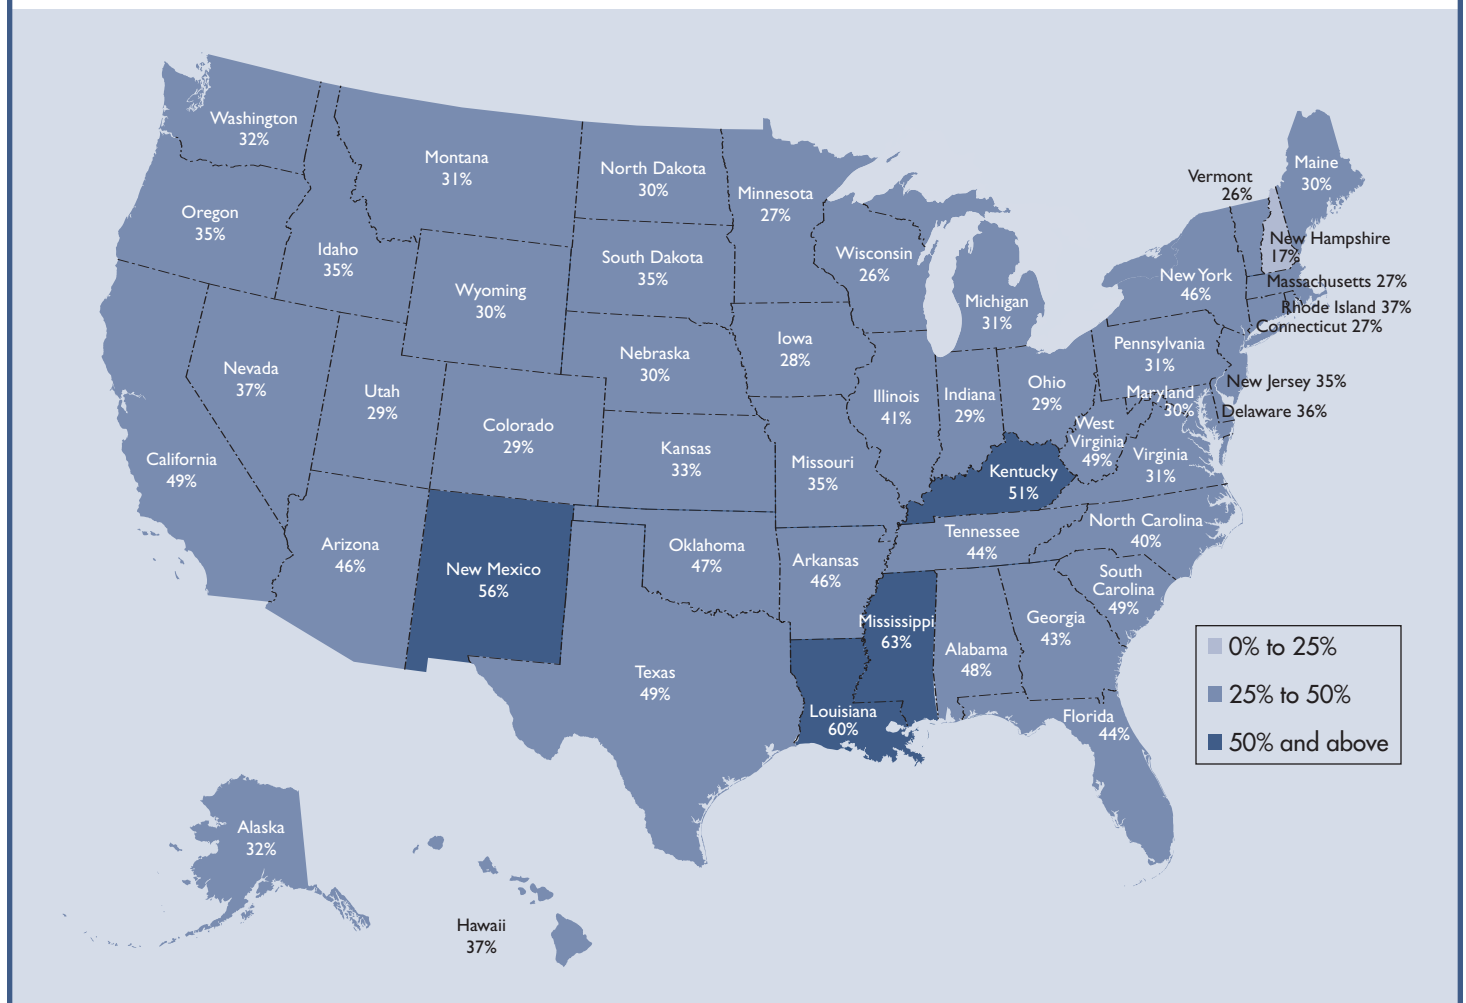 Washington
32%
Montana
31%
North Dakota
30%
Minnesota
27%
Vermont
26%
Maine
30%
Oregon
35%
Idaho
35%
Wyoming
30%
South Dakota
35%
Wisconsin
26%
Michigan
31%
New York
46%
New Hampshire
17%
Massachusetts 27%
Rhode Island 37%
Connecticut 27%
Nevada
37%
Utah
29%
Colorado
29%
Nebraska
30%
Iowa
28%
Illinois
41%
Indiana
29%
Ohio
29%
Pennsylvania
31%
New Jersey 35%
Maryland
30%
Delaware 36%
California
49%
Kansas
33%
Missouri
35%
Kentucky
51%
West
Virginia
49%
Virginia
31%
Arizona
46%
New Mexico
56%
Oklahoma
47%
Arkansas
46%
Tennessee
44%
North Carolina
40%
South
Carolina
49%
Texas
49%
Louisiana
60%
Mississippi
63%
Alabama
48%
Georgia
43%
Florida
44%
0% to 25%
25% to 50%
50% and above
Alaska
32%
Hawaii
37%